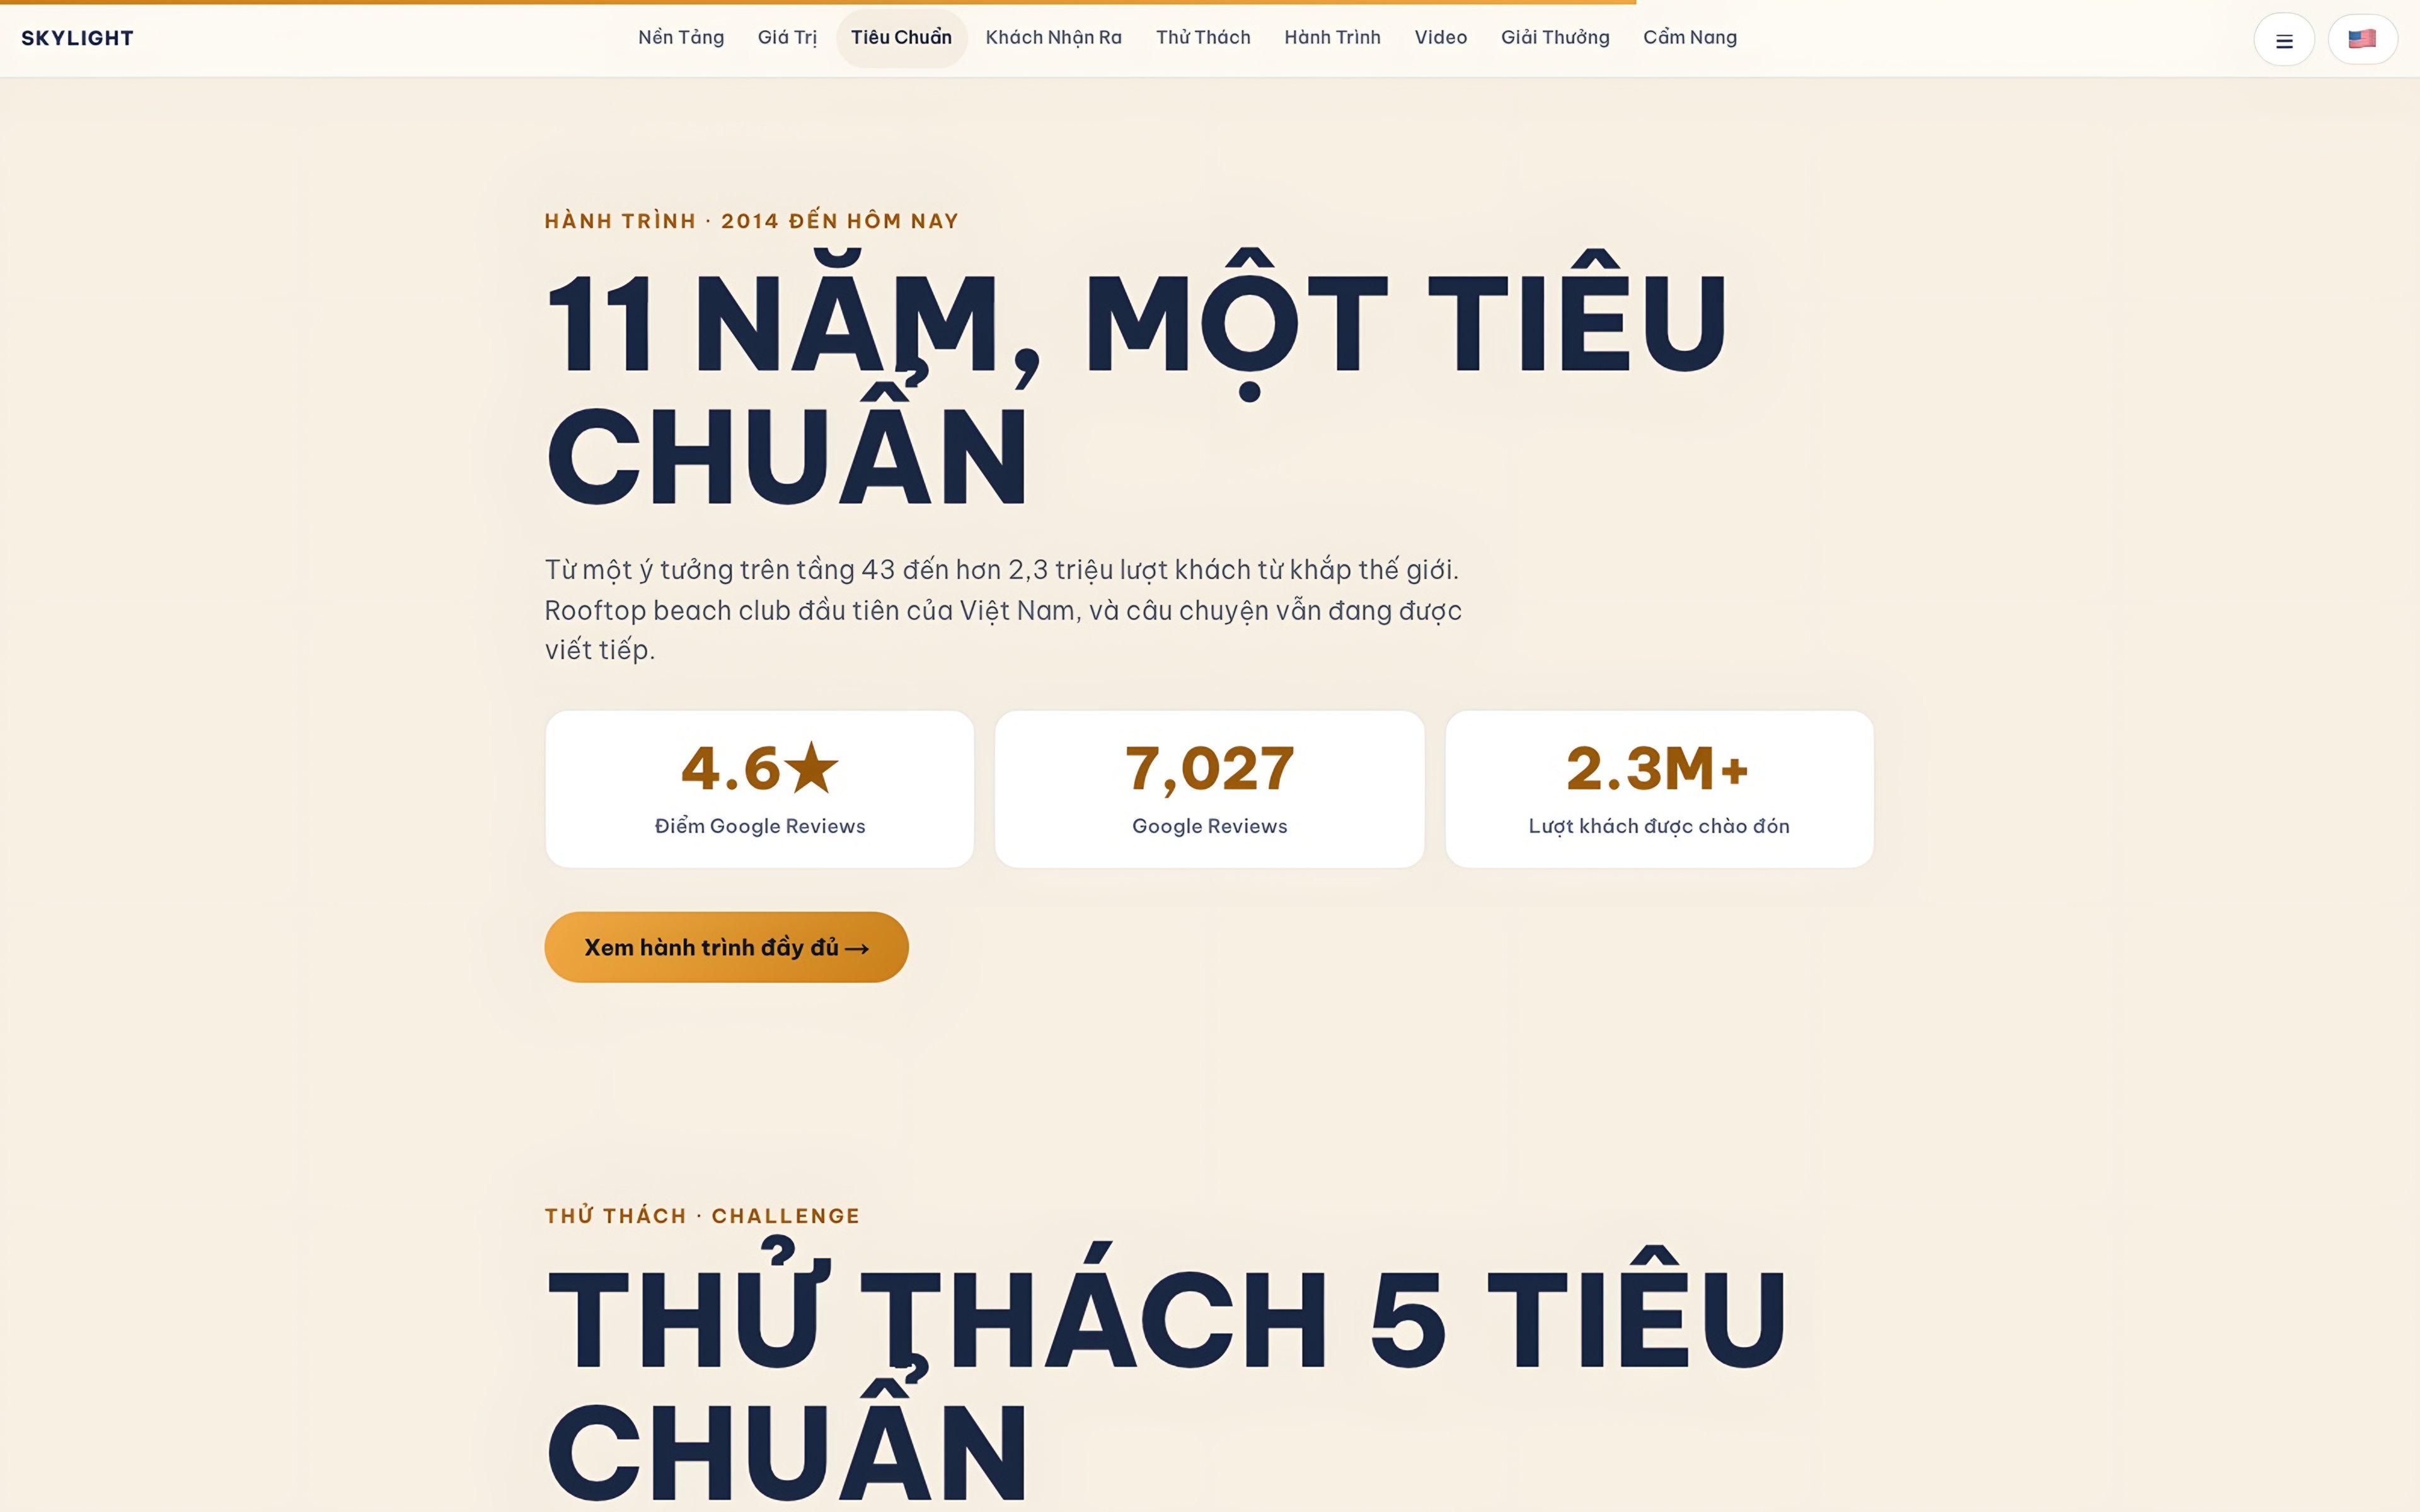 SKYLIGHT
Nền Tảng
Giá Trị
Tiêu Chuẩn
Khách Nhận Ra
Thử Thách
Hành Trình
Video
Giải Thưởng
Cẩm Nang
HÀNH TRÌNH · 2014 ĐẾN HÔM NAY
11 NĂM, MỘT TIÊU
CHUẨN
Từ một ý tưởng trên tầng 43 đến hơn 2,3 triệu lượt khách từ khắp thế giới.
Rooftop beach club đầu tiên của Việt Nam, và câu chuyện vẫn đang được
viết tiếp.
4.6★
Điểm Google Reviews
7,027
Google Reviews
2.3M+
Lượt khách được chào đón
Xem hành trình đầy đủ →
THỬ THÁCH · CHALLENGE
THỬ THÁCH 5 TIÊU
CHUẨN